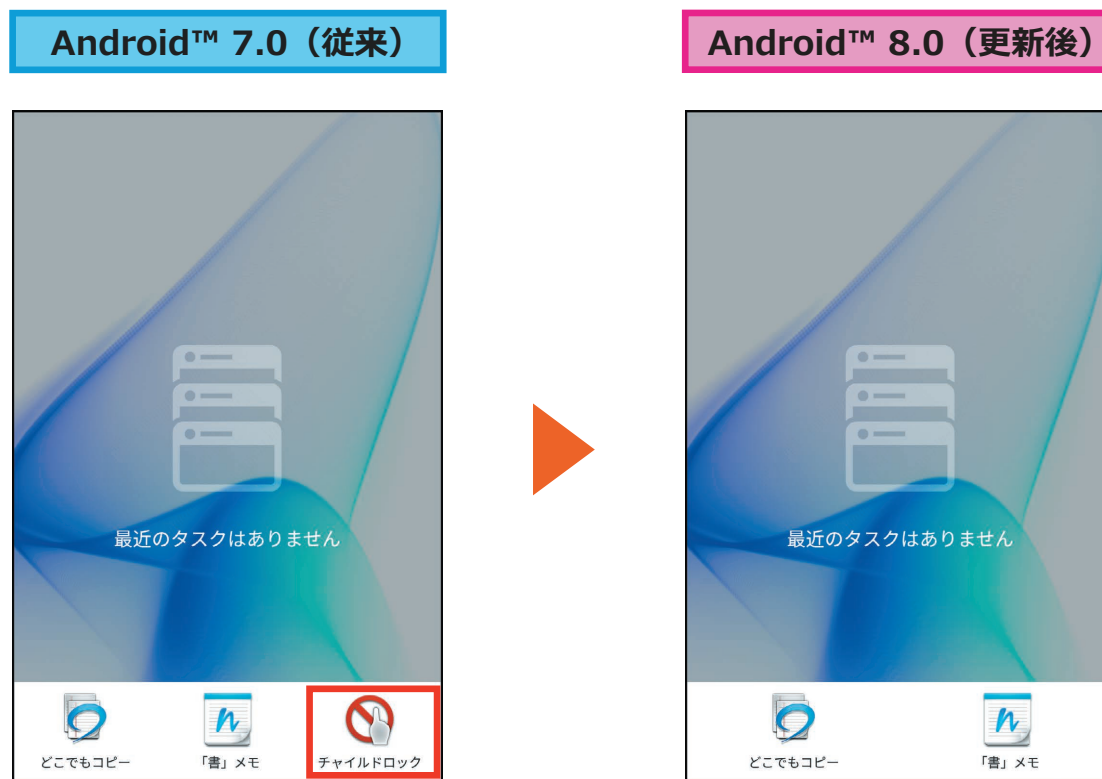 Android™ 7.0（従来）
Android™ 8.0（更新後）
最近のタスクはありません
どこでもコピー
「書」メモ
チャイルドロック
最近のタスクはありません
どこでもコピー
「書」メモ